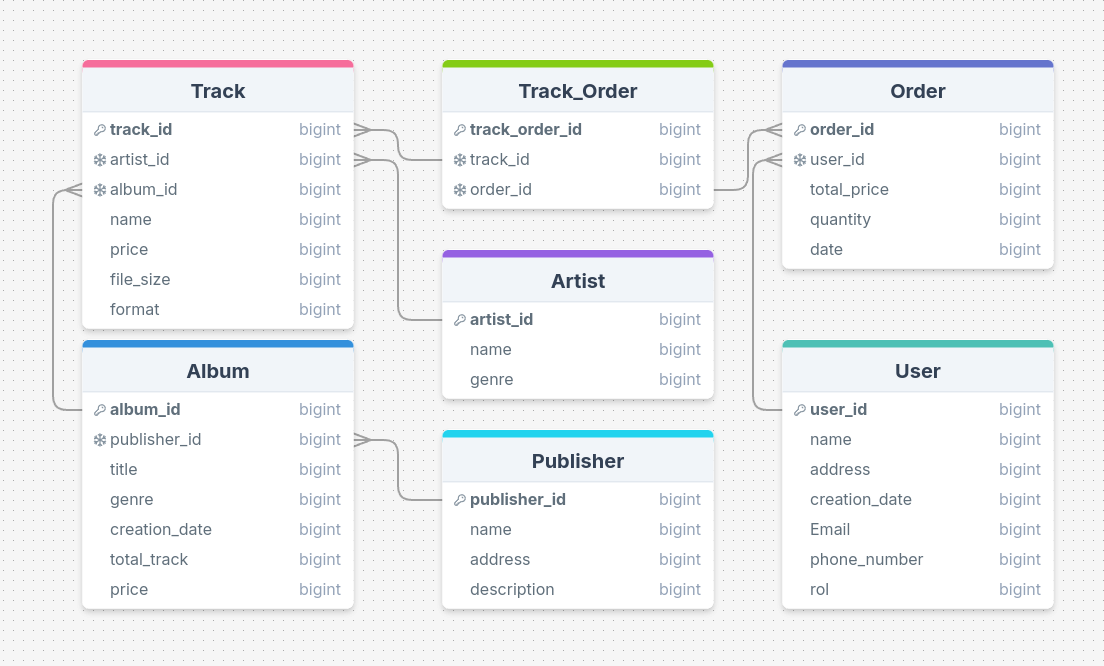 Track
track_id bigint
artist_id bigint
album_id bigint
name bigint
price bigint
file_size bigint
format bigint
Track_Order
track_order_id bigint
track_id bigint
order_id bigint
Order
order_id bigint
user_id bigint
total_price bigint
quantity bigint
date bigint
Artist
artist_id bigint
name bigint
genre bigint
Album
album_id bigint
publisher_id bigint
title bigint
genre bigint
creation_date bigint
total_track bigint
price bigint
Publisher
publisher_id bigint
name bigint
address bigint
description bigint
User
user_id bigint
name bigint
address bigint
creation_date bigint
Email bigint
phone_number bigint
rol bigint